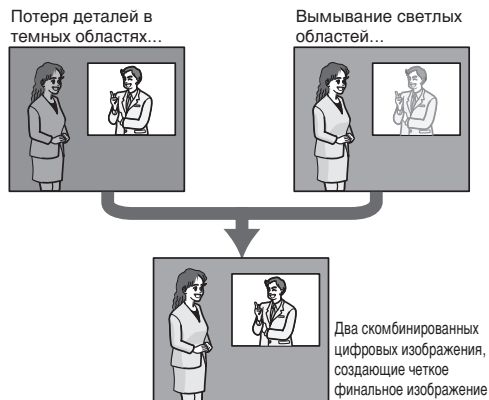 Потеря деталей в
темных областях...
Вымывание светлых
областей...
Два скомбинированных
цифровых изображения,
создающие четкое
финальное изображение